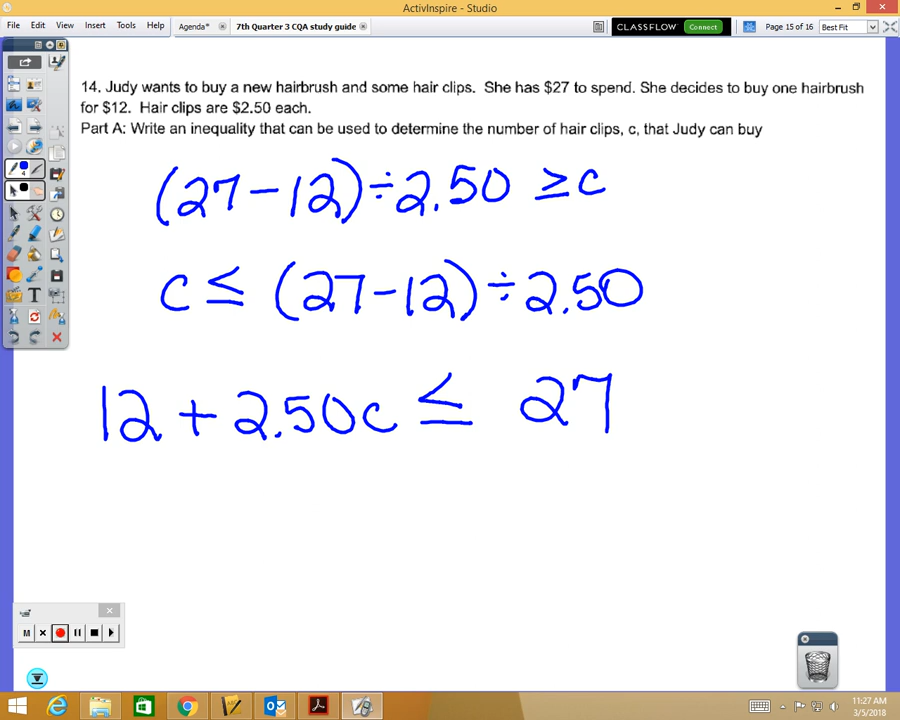 ActivInspire - Studio
File Edit View Insert Tools Help Agenda* 7th Quarter 3 CQA study guide CLASSFLOW Connect Page 15 of 16 Best Fit
14. Judy wants to buy a new hairbrush and some hair clips. She has $27 to spend. She decides to buy one hairbrush
for $12. Hair clips are $2.50 each.
Part A: Write an inequality that can be used to determine the number of hair clips, c, that Judy can buy
(27-12)÷2.50 ≥c
c ≤ (27-12)÷2.50
12 + 2.50c ≤ 27
4
T
M
11:27 AM
3/5/2018